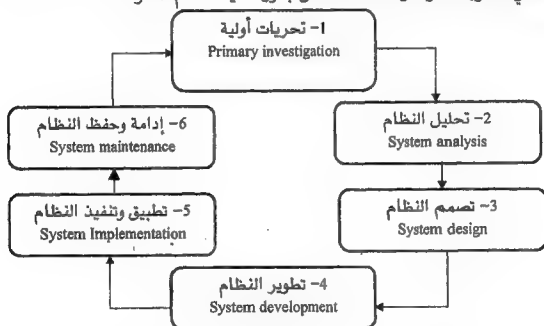 1– تحريات أولية
Primary investigation
2– تحليل النظام
System analysis
3– تصمم النظام
System design
4– تطوير النظام
System development
5– تطبيق وتنفيذ النظام
System Implementation
6– إدامة وحفظ النظام
System maintenance